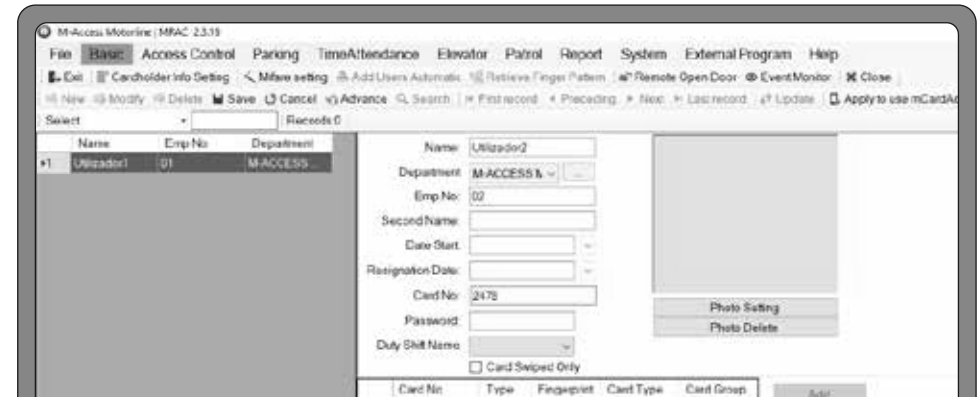 M-Access Motorline | MPAC 2.3.19
File Basic Access Control Parking TimeAttendance Elevator Patrol Report System External Program Help
Exit Cardholder Info Setting Mifare setting Add Users Automatic Retrieve Finger Pattern Remote Open Door Event Monitor Close
New Modify Delete Save Cancel Advance Search First record Preceding Next Last record Update Apply to use mCardAc
Select Records 0
Name Emp No Department
1 Utilizador1 01 M-ACCESS...
Name: Utilizador2
Department M-ACCESS M ...
Emp No: 02
Second Name:
Date Start:
Resignation Date:
Card No: 2478
Password:
Duty Shift Name
Card Swiped Only
Photo Setting
Photo Delete
Card No Type Fingerprint Card Type Card Group
Add